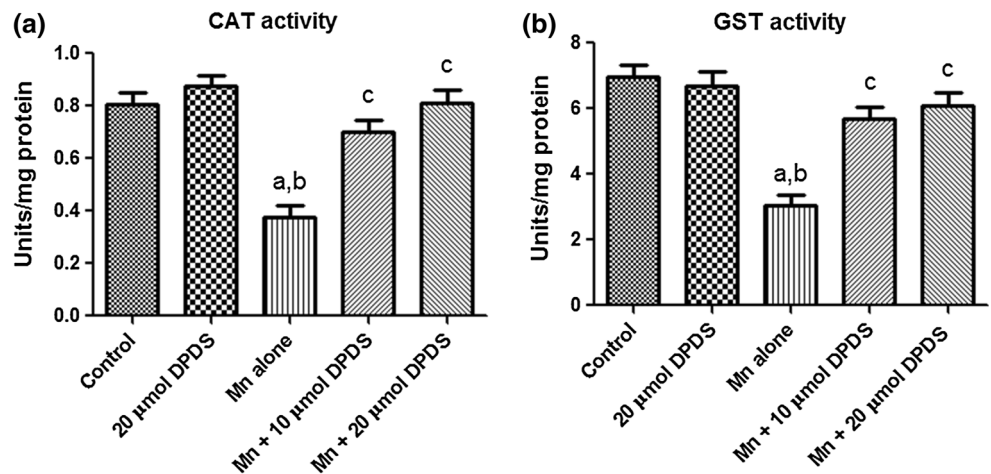 (a)
CAT activity
Units/mg protein
1.0
0.8
0.6
0.4
0.2
0.0
a,b
c
c
Control
20 µmol DPDS
Mn alone
Mn + 10 µmol DPDS
Mn + 20 µmol DPDS
(b)
GST activity
Units/mg protein
8
6
4
2
0
a,b
c
c
Control
20 µmol DPDS
Mn alone
Mn + 10 µmol DPDS
Mn + 20 µmol DPDS